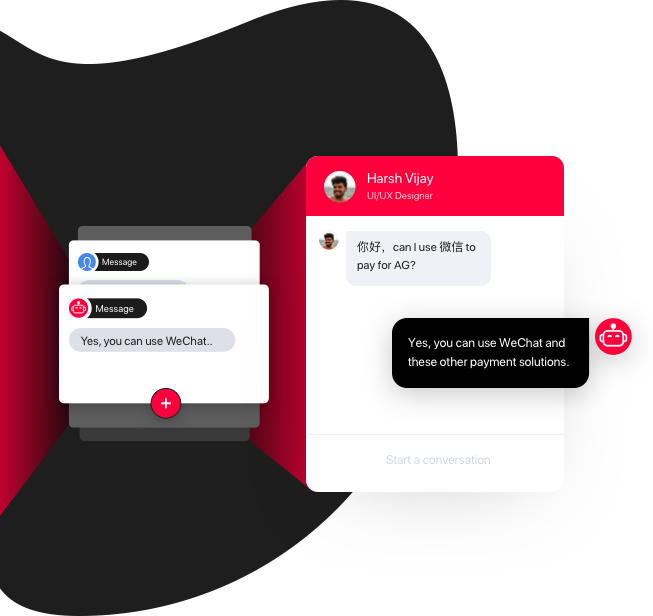 Harsh Vijay
UI/UX Designer
你好，can I use 微信 to
pay for AG?
Message
Message
Yes, you can use WeChat..
Yes, you can use WeChat and
these other payment solutions.
Start a conversation